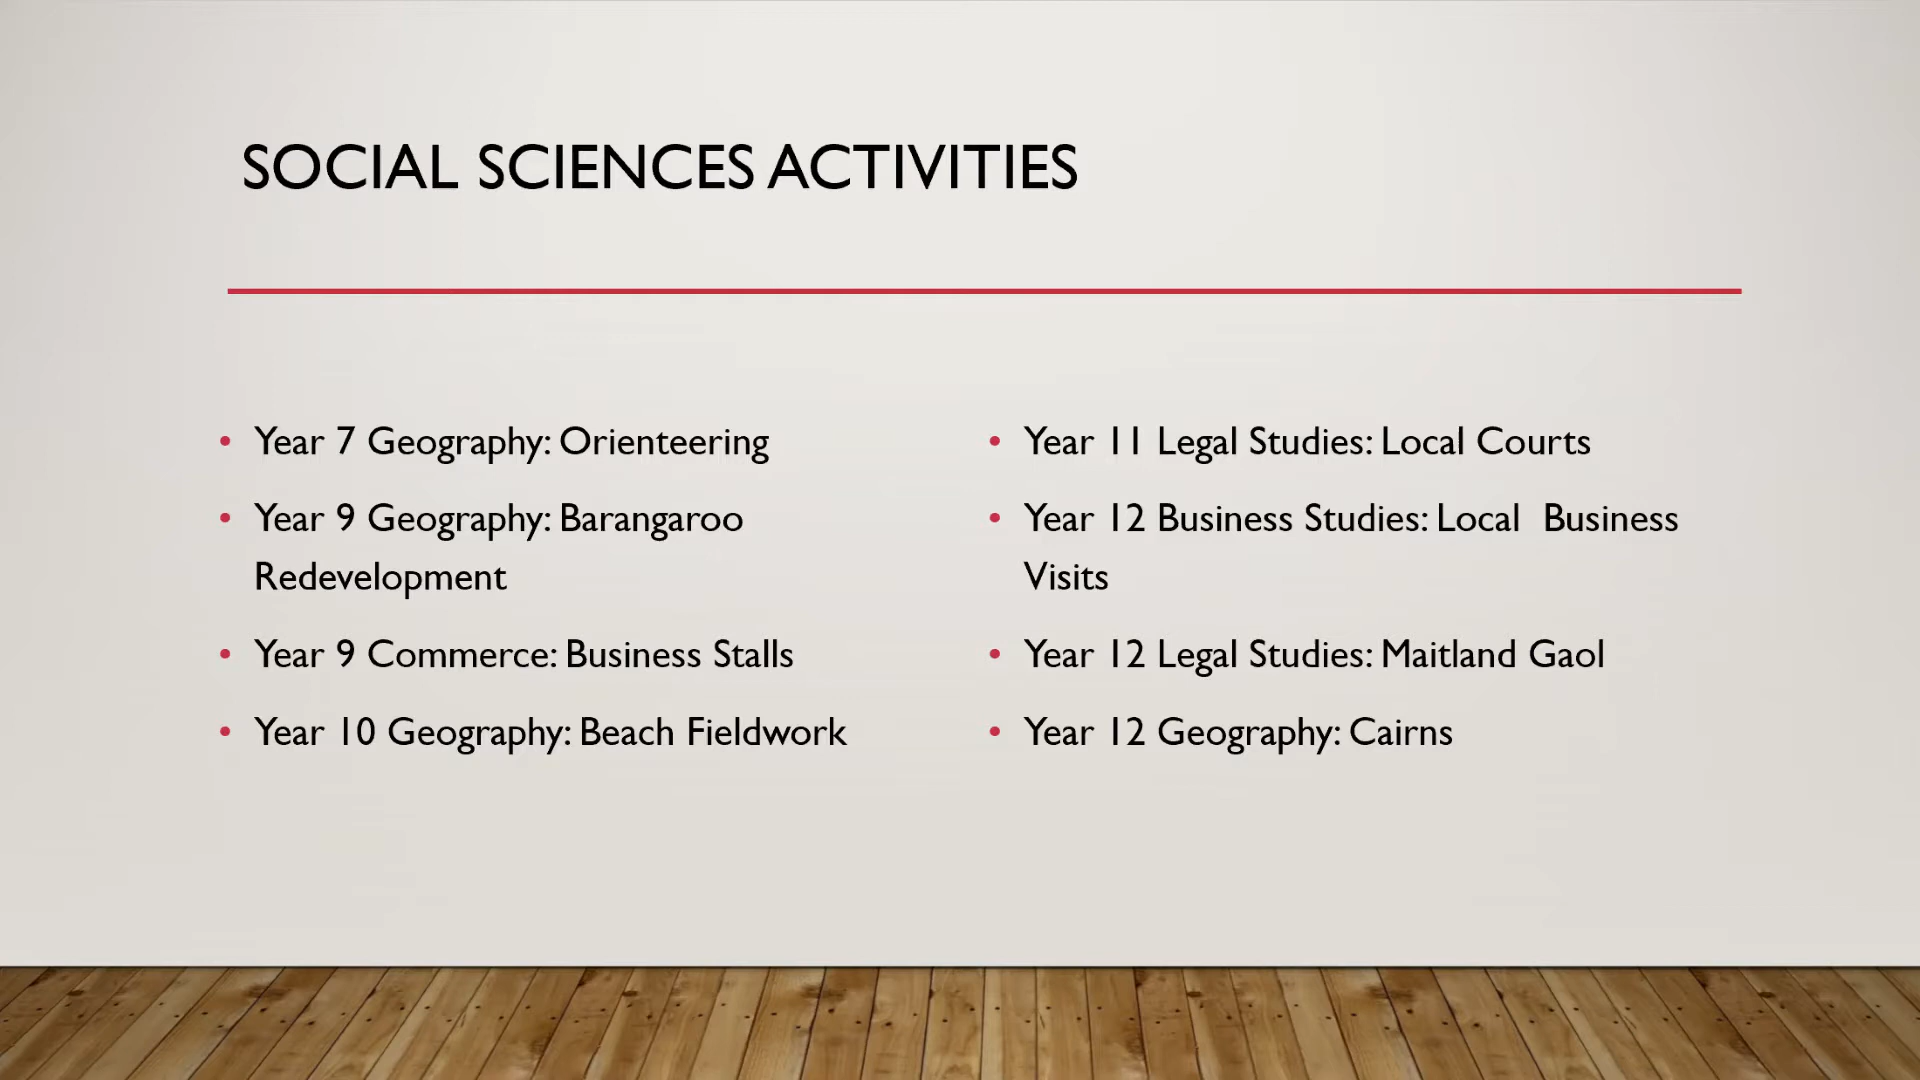 SOCIAL SCIENCES ACTIVITIES
• Year 7 Geography: Orienteering
• Year 9 Geography: Barangaroo
Redevelopment
• Year 9 Commerce: Business Stalls
• Year 10 Geography: Beach Fieldwork
• Year 11 Legal Studies: Local Courts
• Year 12 Business Studies: Local  Business
Visits
• Year 12 Legal Studies: Maitland Gaol
• Year 12 Geography: Cairns